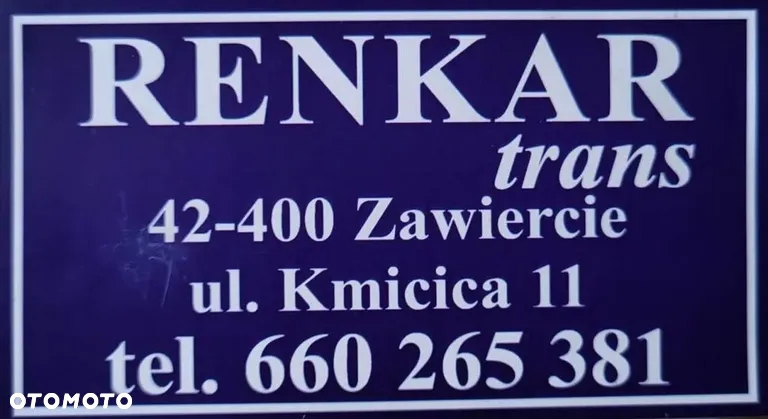 RENKAR
trans
42-400 Zawiercie
ul. Kmicica 11
tel. 660 265 381
OTOMOTO